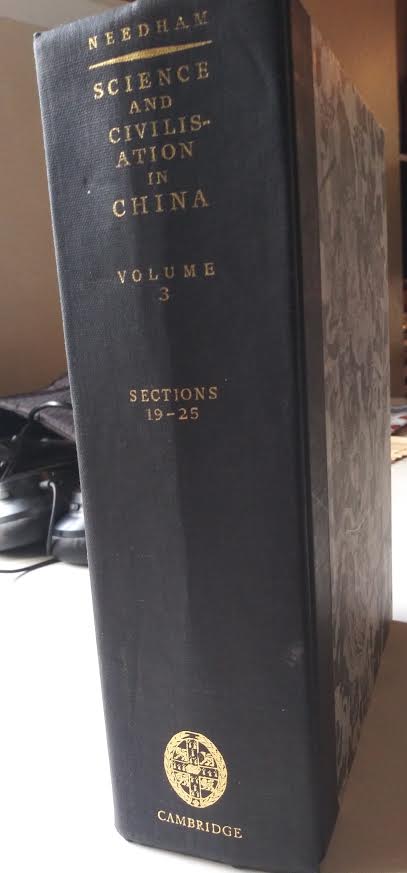 NEEDHAM
SCIENCE
AND
CIVILIS-
ATION
IN
CHINA
VOLUME
3
SECTIONS
19-25
CAMBRIDGE